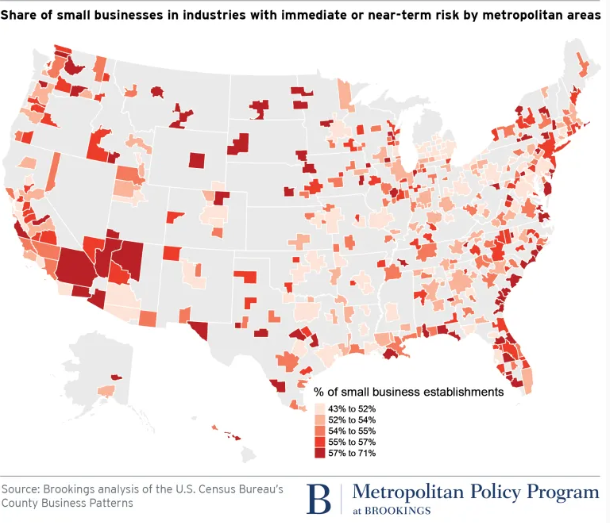 Share of small businesses in industries with immediate or near-term risk by metropolitan areas
% of small business establishments
43% to 52%
52% to 54%
54% to 55%
55% to 57%
57% to 71%
Source: Brookings analysis of the U.S. Census Bureau's
County Business Patterns
B
Metropolitan Policy Program
at BROOKINGS